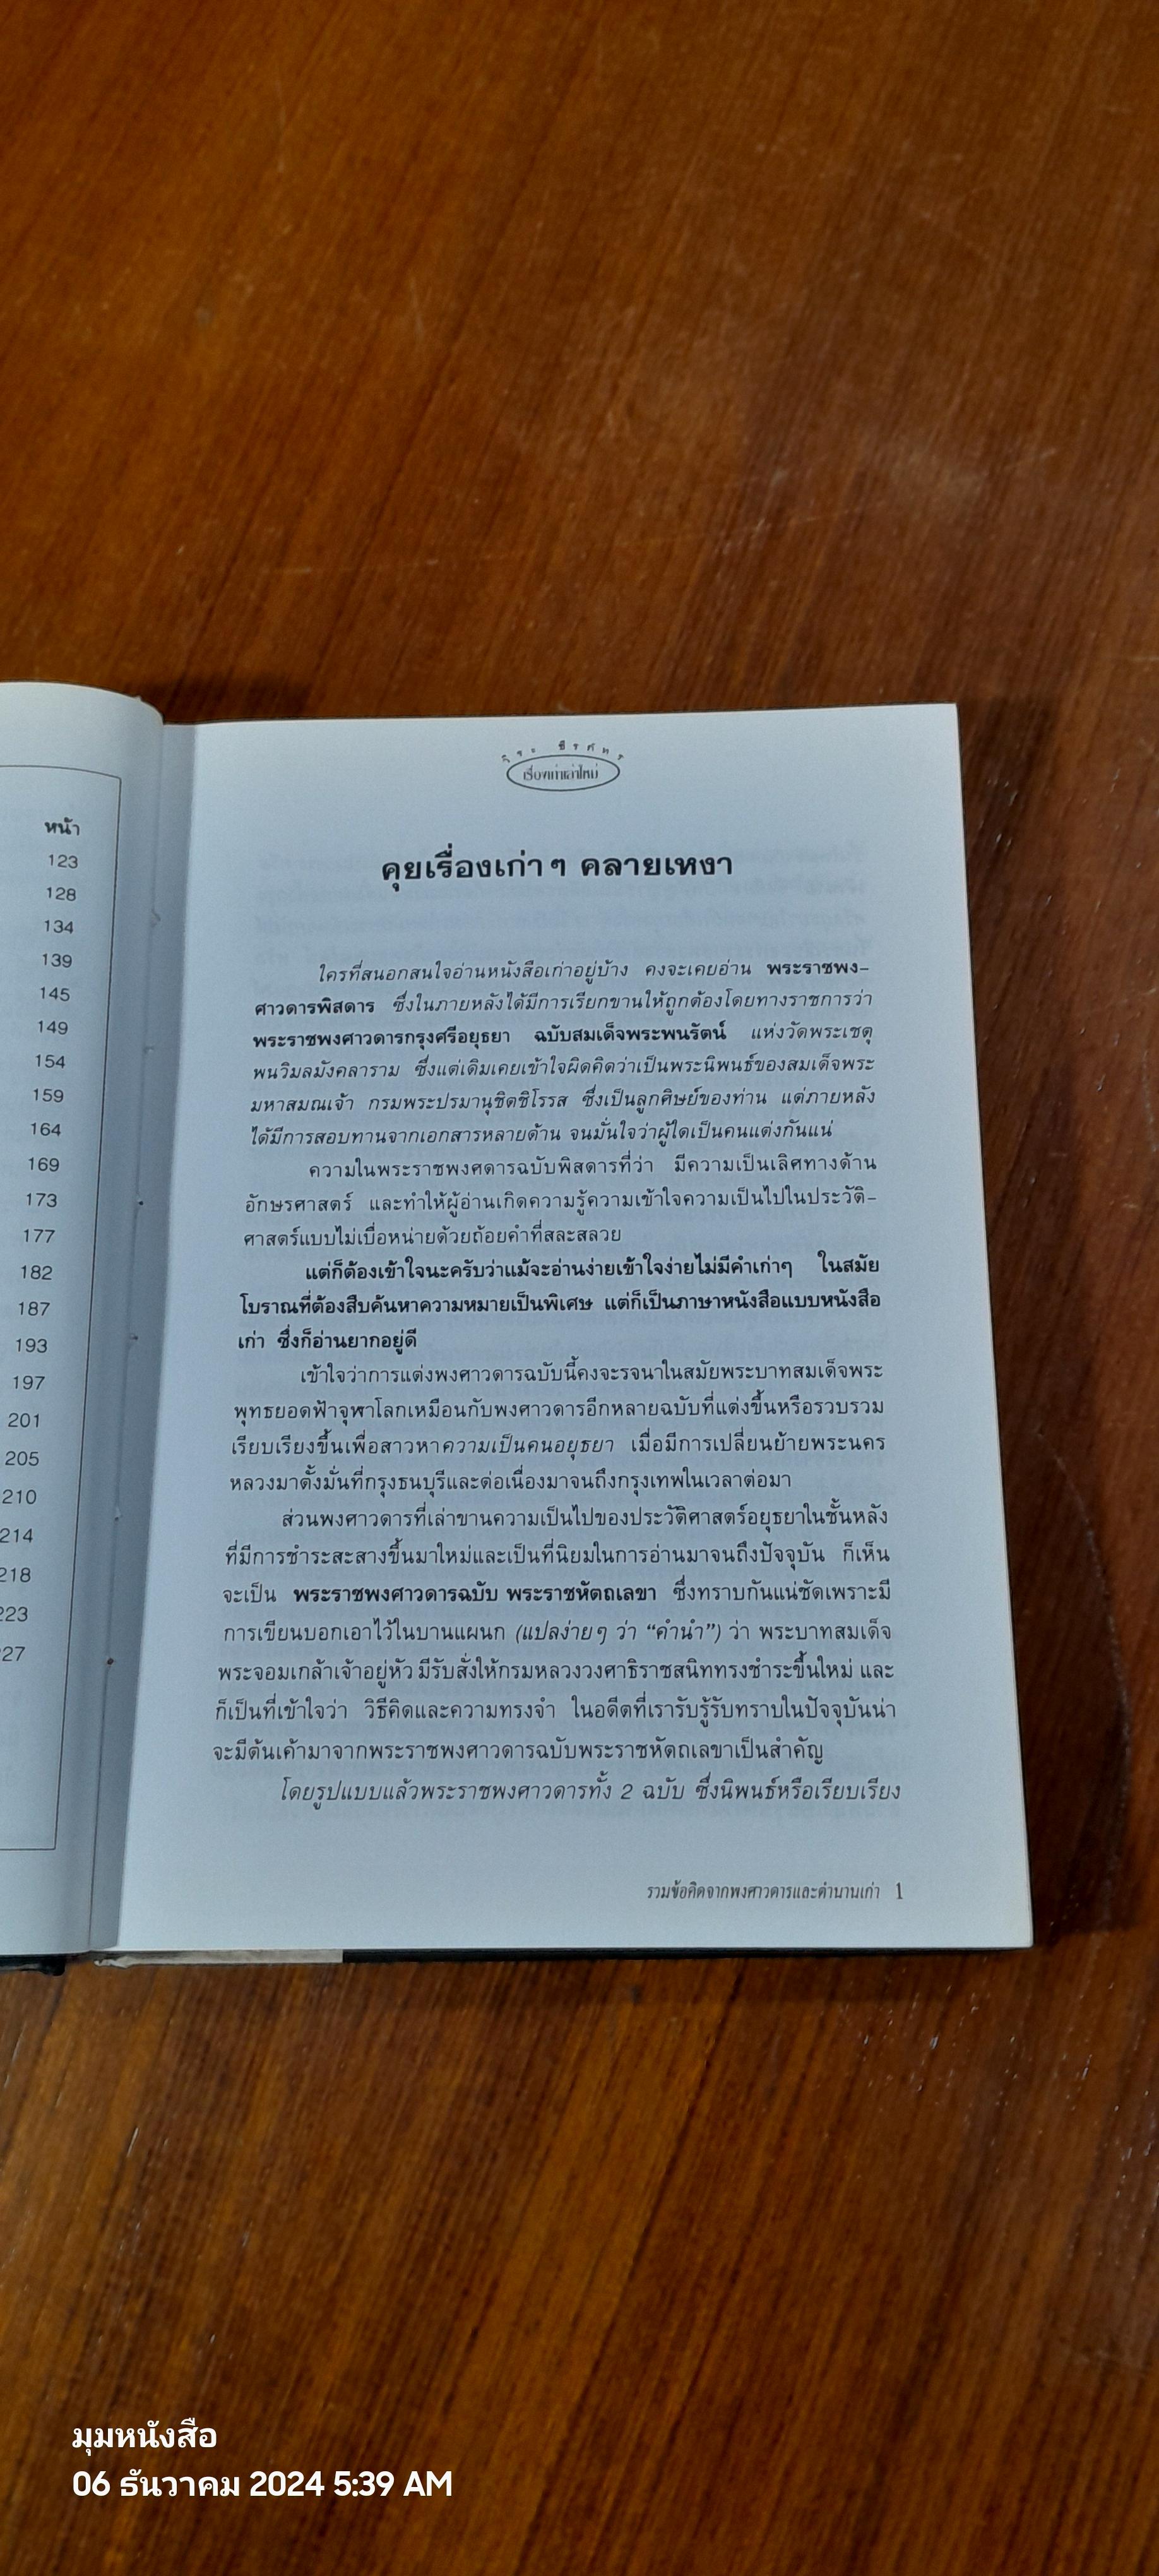 หน้า
123
128
134
139
145
149
154
159
164
169
173
177
182
187
193
197
201
205
210
214
218
223
227
วีระ ธีรภัทร
เรื่องเก่าเล่าใหม่
คุยเรื่องเก่าๆ คลายเหงา
ใครที่สนอกสนใจอ่านหนังสือเก่าอยู่บ้าง คงจะเคยอ่าน พระราชพง-
ศาวดารพิสดาร ซึ่งในภายหลังได้มีการเรียกขานให้ถูกต้องโดยทางราชการว่า
พระราชพงศาวดารกรุงศรีอยุธยา ฉบับสมเด็จพระพนรัตน์ แห่งวัดพระเชตุ
พนวิมลมังคลาราม ซึ่งแต่เดิมเคยเข้าใจผิดคิดว่าเป็นพระนิพนธ์ของสมเด็จพระ
มหาสมณเจ้า กรมพระปรมานุชิตชิโรรส ซึ่งเป็นลูกศิษย์ของท่าน แต่ภายหลัง
ได้มีการสอบทานจากเอกสารหลายด้าน จนมั่นใจว่าผู้ใดเป็นคนแต่งกันแน่
ความในพระราชพงศดารฉบับพิสดารที่ว่า มีความเป็นเลิศทางด้าน
อักษรศาสตร์ และทำให้ผู้อ่านเกิดความรู้ความเข้าใจความเป็นไปในประวัติ-
ศาสตร์แบบไม่เบื่อหน่ายด้วยถ้อยคำที่สละสลวย
แต่ก็ต้องเข้าใจนะครับว่าแม้จะอ่านง่ายเข้าใจง่ายไม่มีคำเก่าๆ ในสมัย
โบราณที่ต้องสืบค้นหาความหมายเป็นพิเศษ แต่ก็เป็นภาษาหนังสือแบบหนังสือ
เก่า ซึ่งก็อ่านยากอยู่ดี
เข้าใจว่าการแต่งพงศาวดารฉบับนี้คงจะรจนาในสมัยพระบาทสมเด็จพระ
พุทธยอดฟ้าจุฬาโลกเหมือนกับพงศาวดารอีกหลายฉบับที่แต่งขึ้นหรือรวบรวม
เรียบเรียงขึ้นเพื่อสาวหาความเป็นคนอยุธยา เมื่อมีการเปลี่ยนย้ายพระนคร
หลวงมาตั้งมั่นที่กรุงธนบุรีและต่อเนื่องมาจนถึงกรุงเทพในเวลาต่อมา
ส่วนพงศาวดารที่เล่าขานความเป็นไปของประวัติศาสตร์อยุธยาในชั้นหลัง
ที่มีการชำระสะสางขึ้นมาใหม่และเป็นที่นิยมในการอ่านมาจนถึงปัจจุบัน ก็เห็น
จะเป็น พระราชพงศาวดารฉบับ พระราชหัตถเลขา ซึ่งทราบกันแน่ชัดเพราะมี
การเขียนบอกเอาไว้ในบานแผนก (แปลง่ายๆ ว่า “คำนำ”) ว่า พระบาทสมเด็จ
พระจอมเกล้าเจ้าอยู่หัว มีรับสั่งให้กรมหลวงวงศาธิราชสนิททรงชำระขึ้นใหม่ และ
ก็เป็นที่เข้าใจว่า วิธีคิดและความทรงจำ ในอดีตที่เรารับรู้รับทราบในปัจจุบันน่า
จะมีต้นเค้ามาจากพระราชพงศาวดารฉบับพระราชหัตถเลขาเป็นสำคัญ
โดยรูปแบบแล้วพระราชพงศาวดารทั้ง 2 ฉบับ ซึ่งนิพนธ์หรือเรียบเรียง
รวมข้อคิดจากพงศาวดารและตำนานเก่า 1
มุมหนังสือ
06 ธันวาคม 2024 5:39 AM